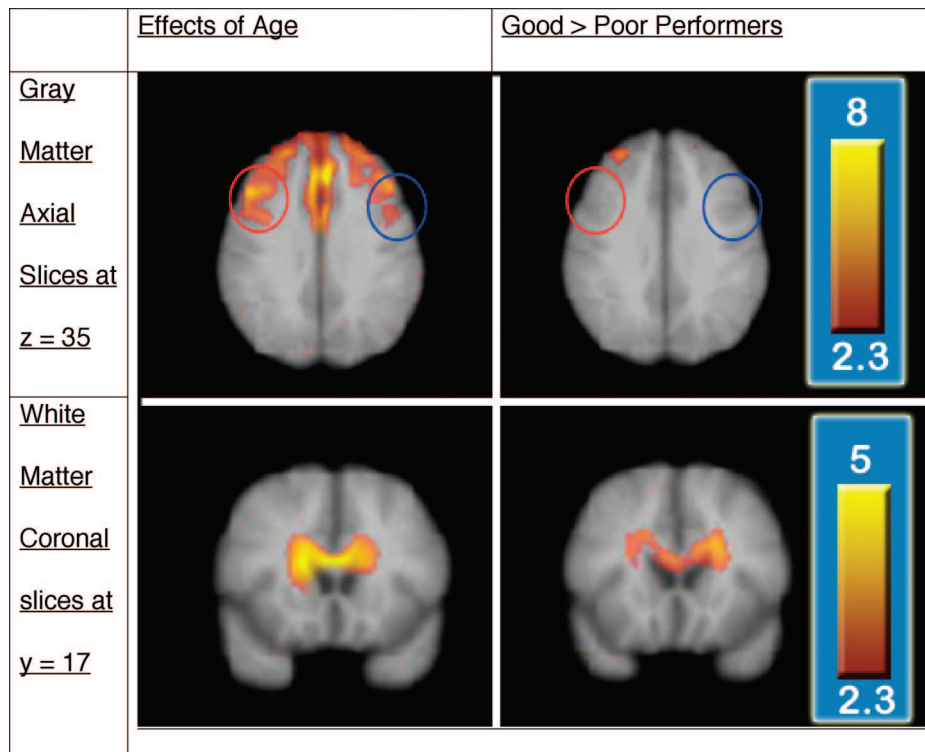 Effects of Age
Good > Poor Performers
Gray
Matter
Axial
Slices at
z = 35
8
2.3
White
Matter
Coronal
slices at
y = 17
5
2.3